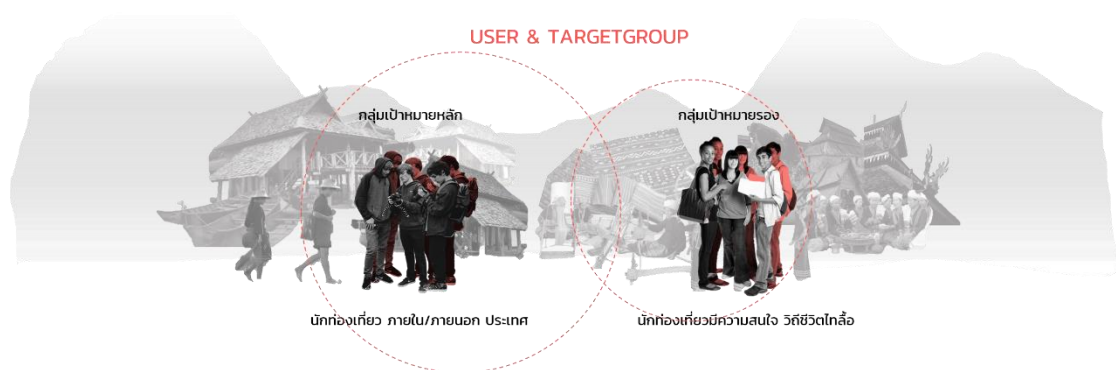 USER & TARGETGROUP
กลุ่มเป้าหมายหลัก
กลุ่มเป้าหมายรอง
นักท่องเที่ยว ภายใน/ภายนอก ประเทศ
นักท่องเที่ยวมีความสนใจ วิถีชีวิตไทลื้อ